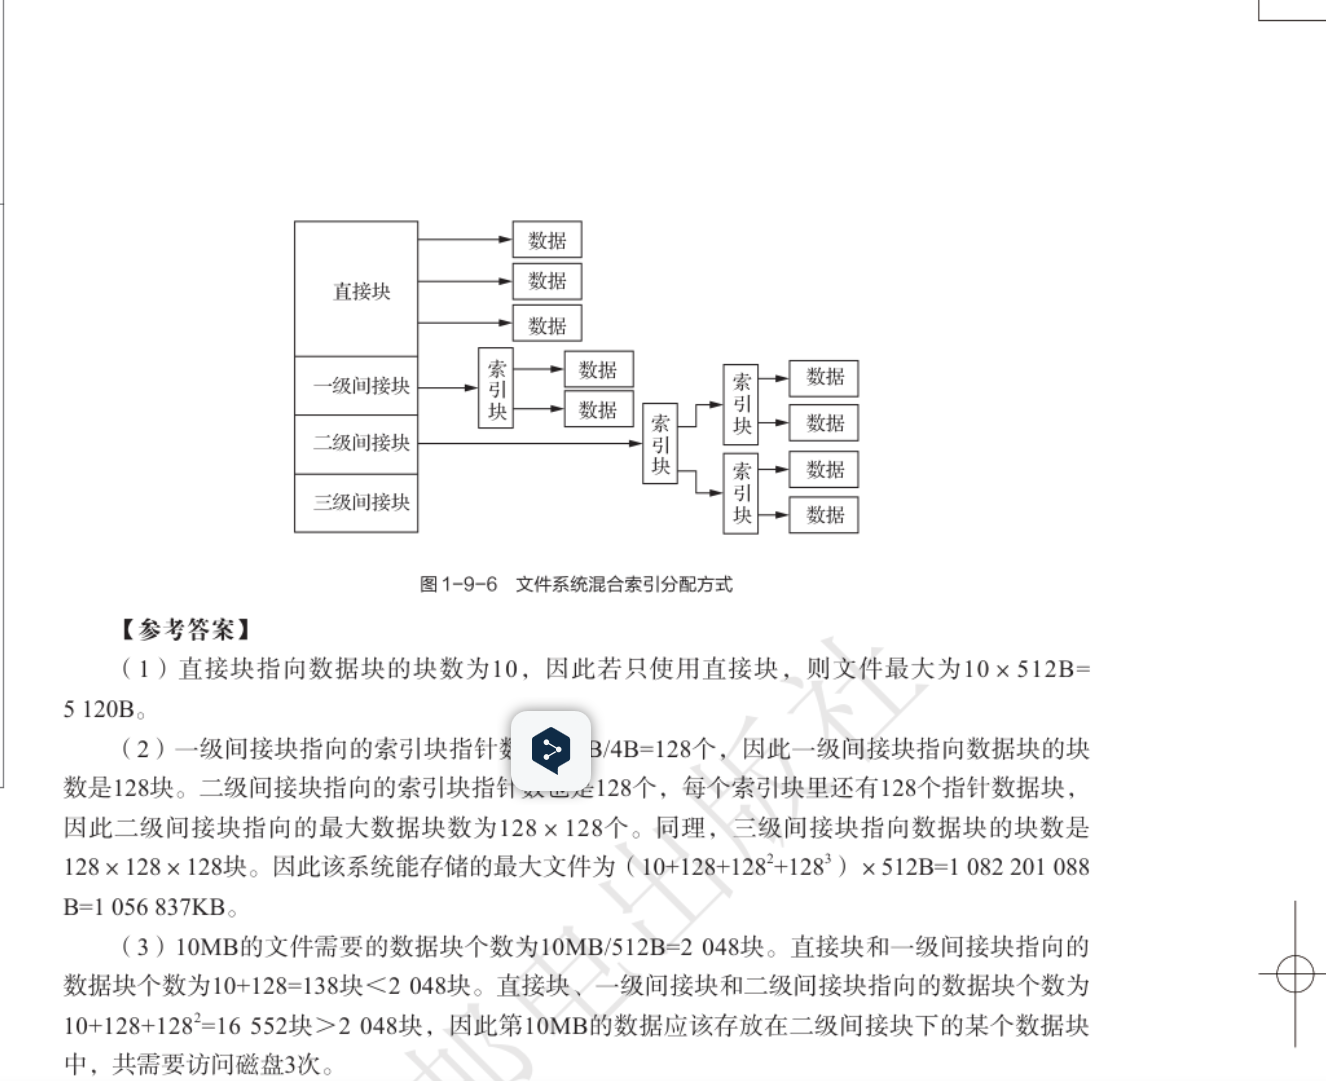 直接块
一级间接块
二级间接块
三级间接块
数据
数据
数据
索引块
数据
数据
索引块
索引块
数据
数据
索引块
数据
数据
图1-9-6 文件系统混合索引分配方式
【参考答案】
（1）直接块指向数据块的块数为10，因此若只使用直接块，则文件最大为10×512B=
5 120B。
（2）一级间接块指向的索引块指针 B/4B=128个，因此一级间接块指向数据块的块
数是128块。二级间接块指向的索引块指针数也是128个，每个索引块里还有128个指针数据块，
因此二级间接块指向的最大数据块数为128×128个。同理，三级间接块指向数据块的块数是
128×128×128块。因此该系统能存储的最大文件为（10+128+128²+128³）×512B=1 082 201 088
B=1 056 837KB。
（3）10MB的文件需要的数据块个数为10MB/512B=2 048块。直接块和一级间接块指向的
数据块个数为10+128=138块＜2 048块。直接块、一级间接块和二级间接块指向的数据块个数为
10+128+128²=16 552块＞2 048块，因此第10MB的数据应该存放在二级间接块下的某个数据块
中，共需要访问磁盘3次。
邮电出版社